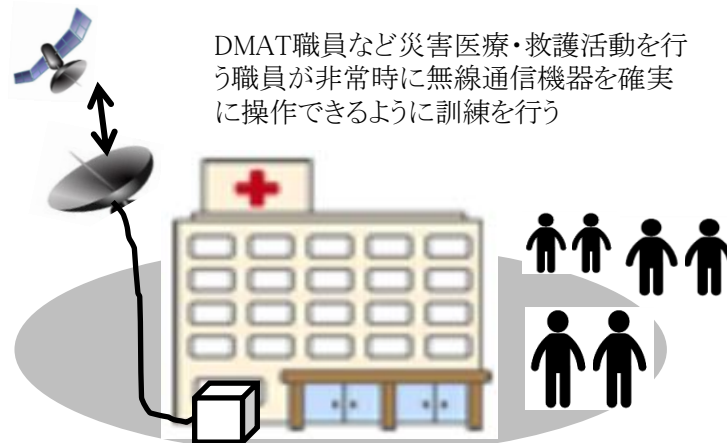 DMAT職員など災害医療・救護活動を行
う職員が非常時に無線通信機器を確実
に操作できるように訓練を行う